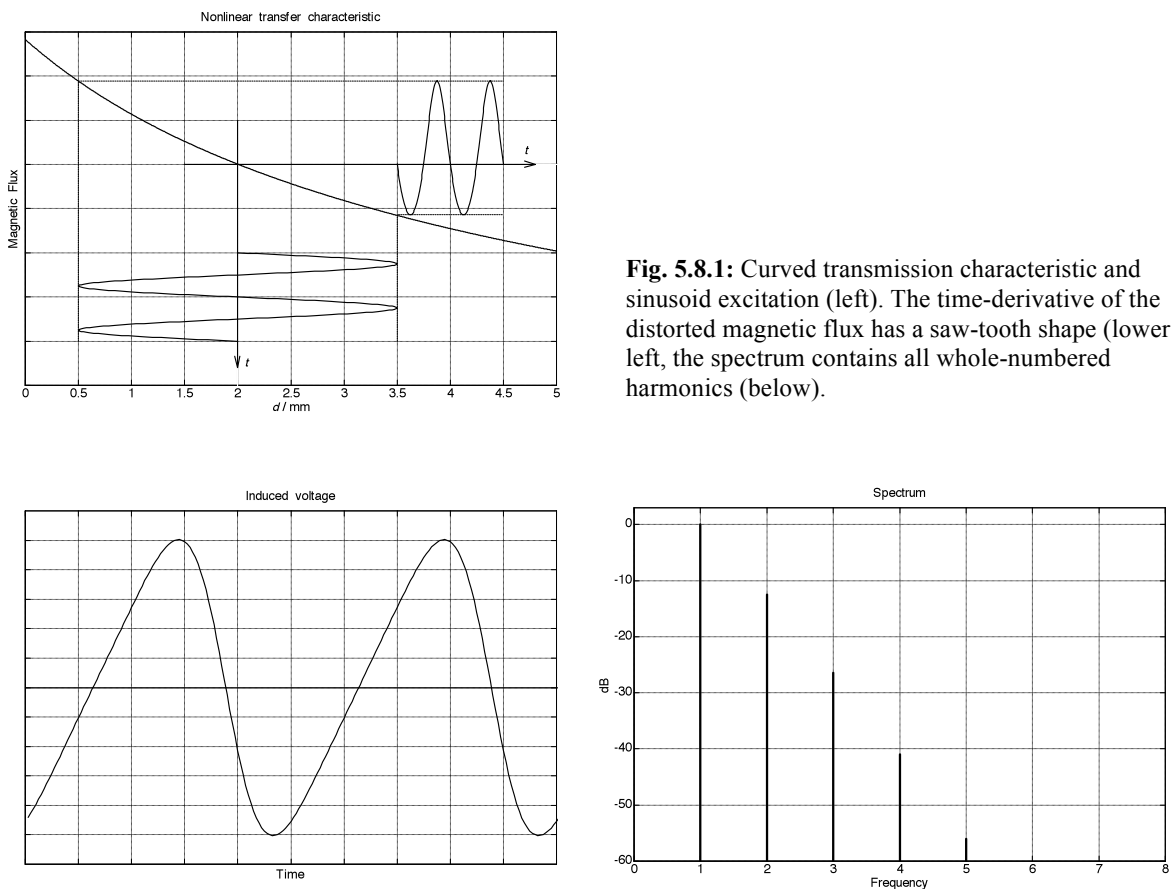 Nonlinear transfer characteristic
Magnetic Flux
t
t
0 0.5 1 1.5 2 2.5 3 3.5 4 4.5 5
d / mm
Fig. 5.8.1: Curved transmission characteristic and
sinusoid excitation (left). The time-derivative of the
distorted magnetic flux has a saw-tooth shape (lower
left, the spectrum contains all whole-numbered
harmonics (below).
Induced voltage
Time
Spectrum
0
-10
-20
-30
-40
-50
-60
dB
0 1 2 3 4 5 6 7 8
Frequency